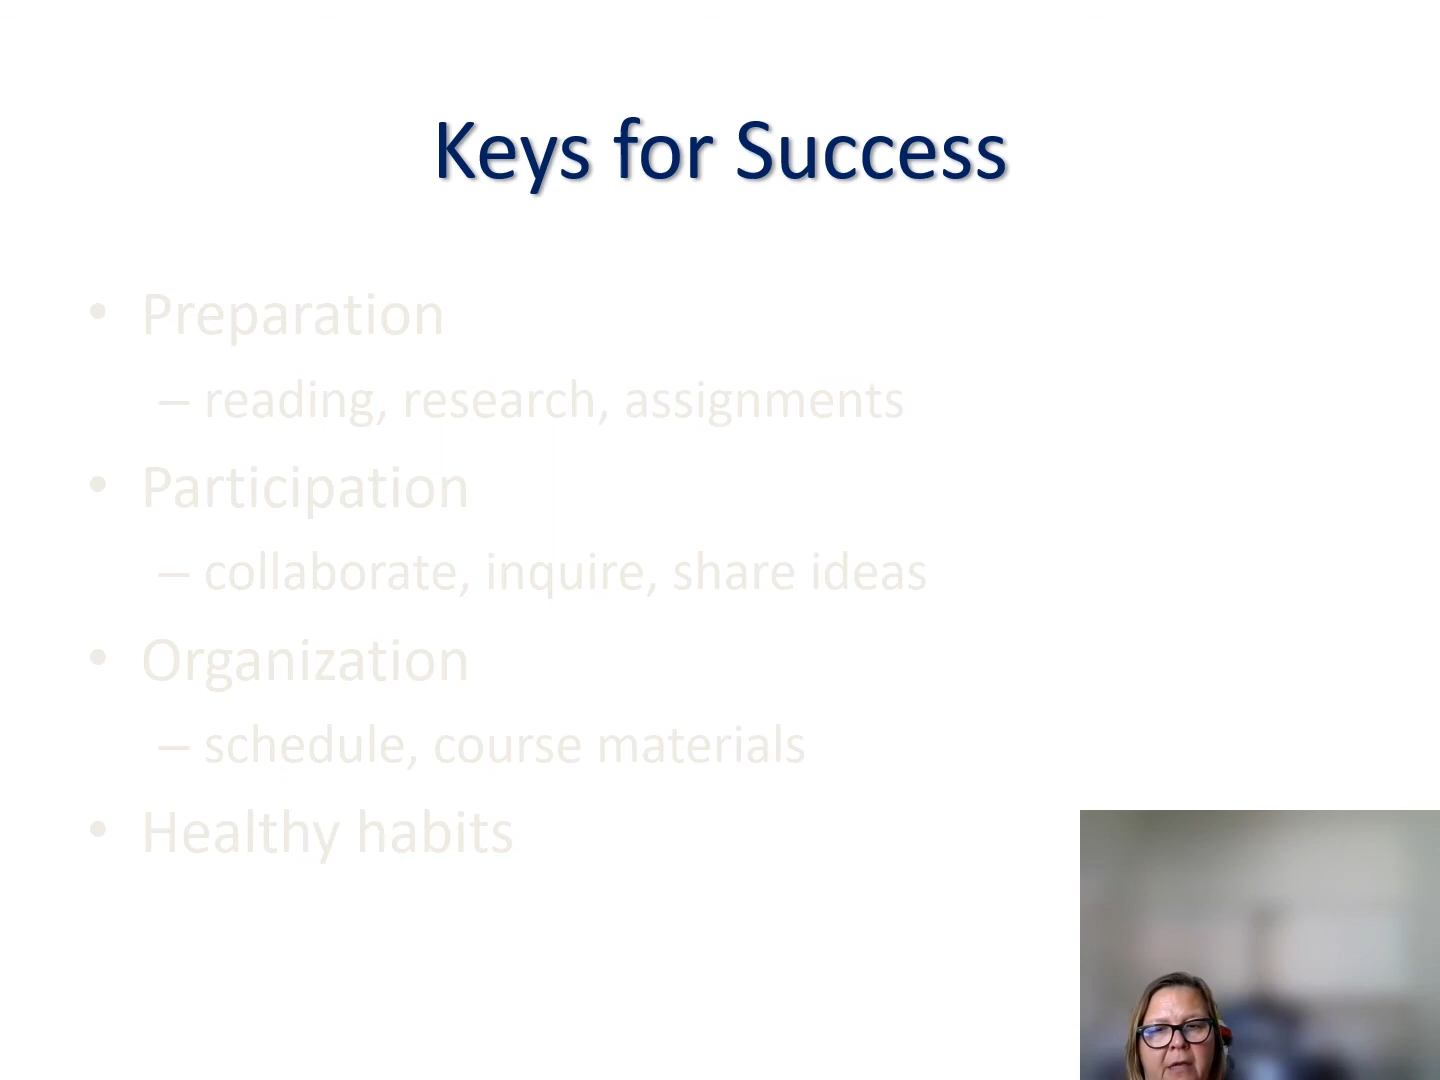 Keys for Success
• Preparation
– reading, research, assignments
• Participation
– collaborate, inquire, share ideas
• Organization
– schedule, course materials
• Healthy habits